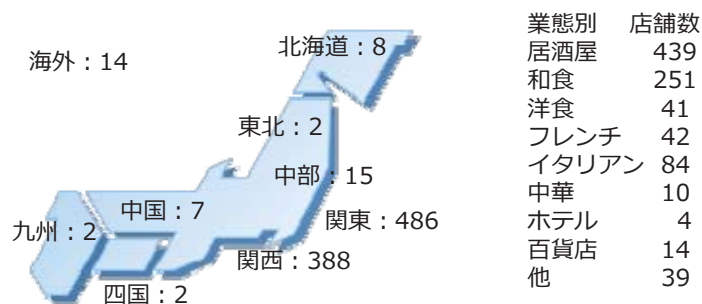 海外：14
北海道：8
東北：2
中部：15
中国：7
関東：486
九州：2
関西：388
四国：2
業態別 店舗数
居酒屋 439
和食 251
洋食 41
フレンチ 42
イタリアン 84
中華 10
ホテル 4
百貨店 14
他 39